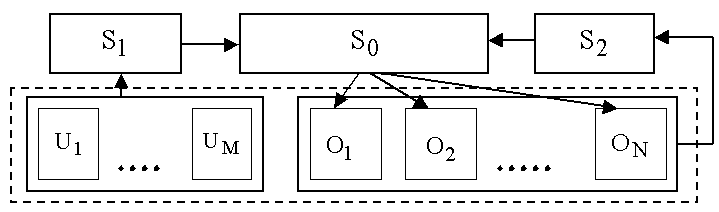 S1 S0 S2
U1 .... UM O1 O2 ..... ON